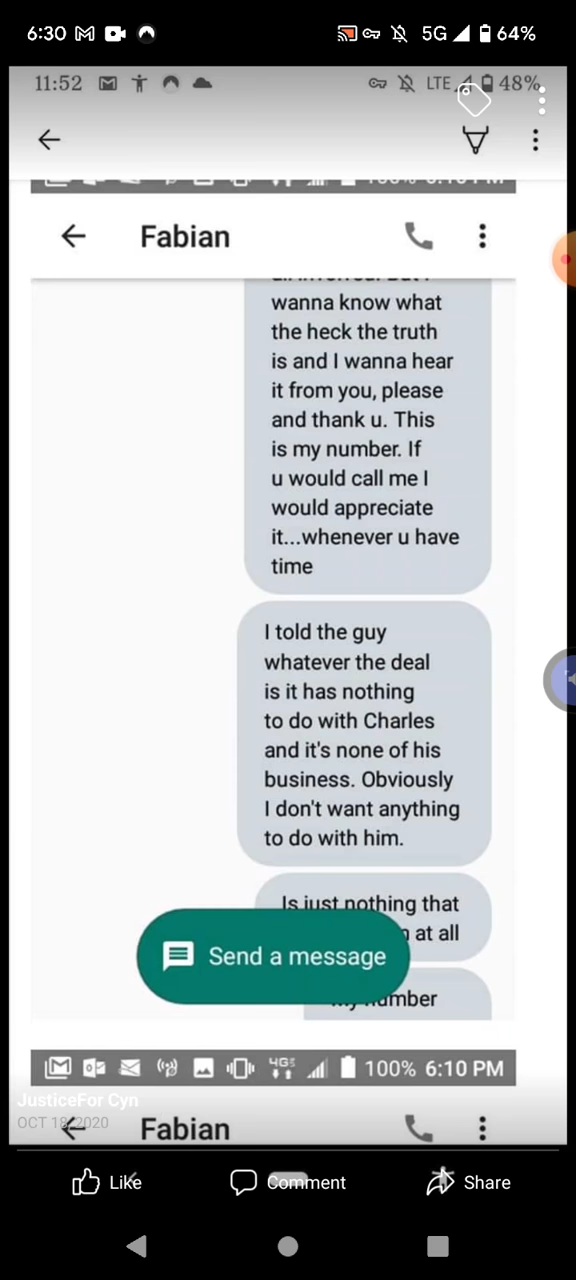 6:30 5G 64%
11:52 LTE 48%
Fabian
wanna know what
the heck the truth
is and I wanna hear
it from you, please
and thank u. This
is my number. If
u would call me I
would appreciate
it...whenever u have
time
I told the guy
whatever the deal
is it has nothing
to do with Charles
and it's none of his
business. Obviously
I don't want anything
to do with him.
Is just nothing that
at all
Send a message
number
4G 100% 6:10 PM
JusticeFor Cyn
OCT 18, 2020
Fabian
Like Comment Share